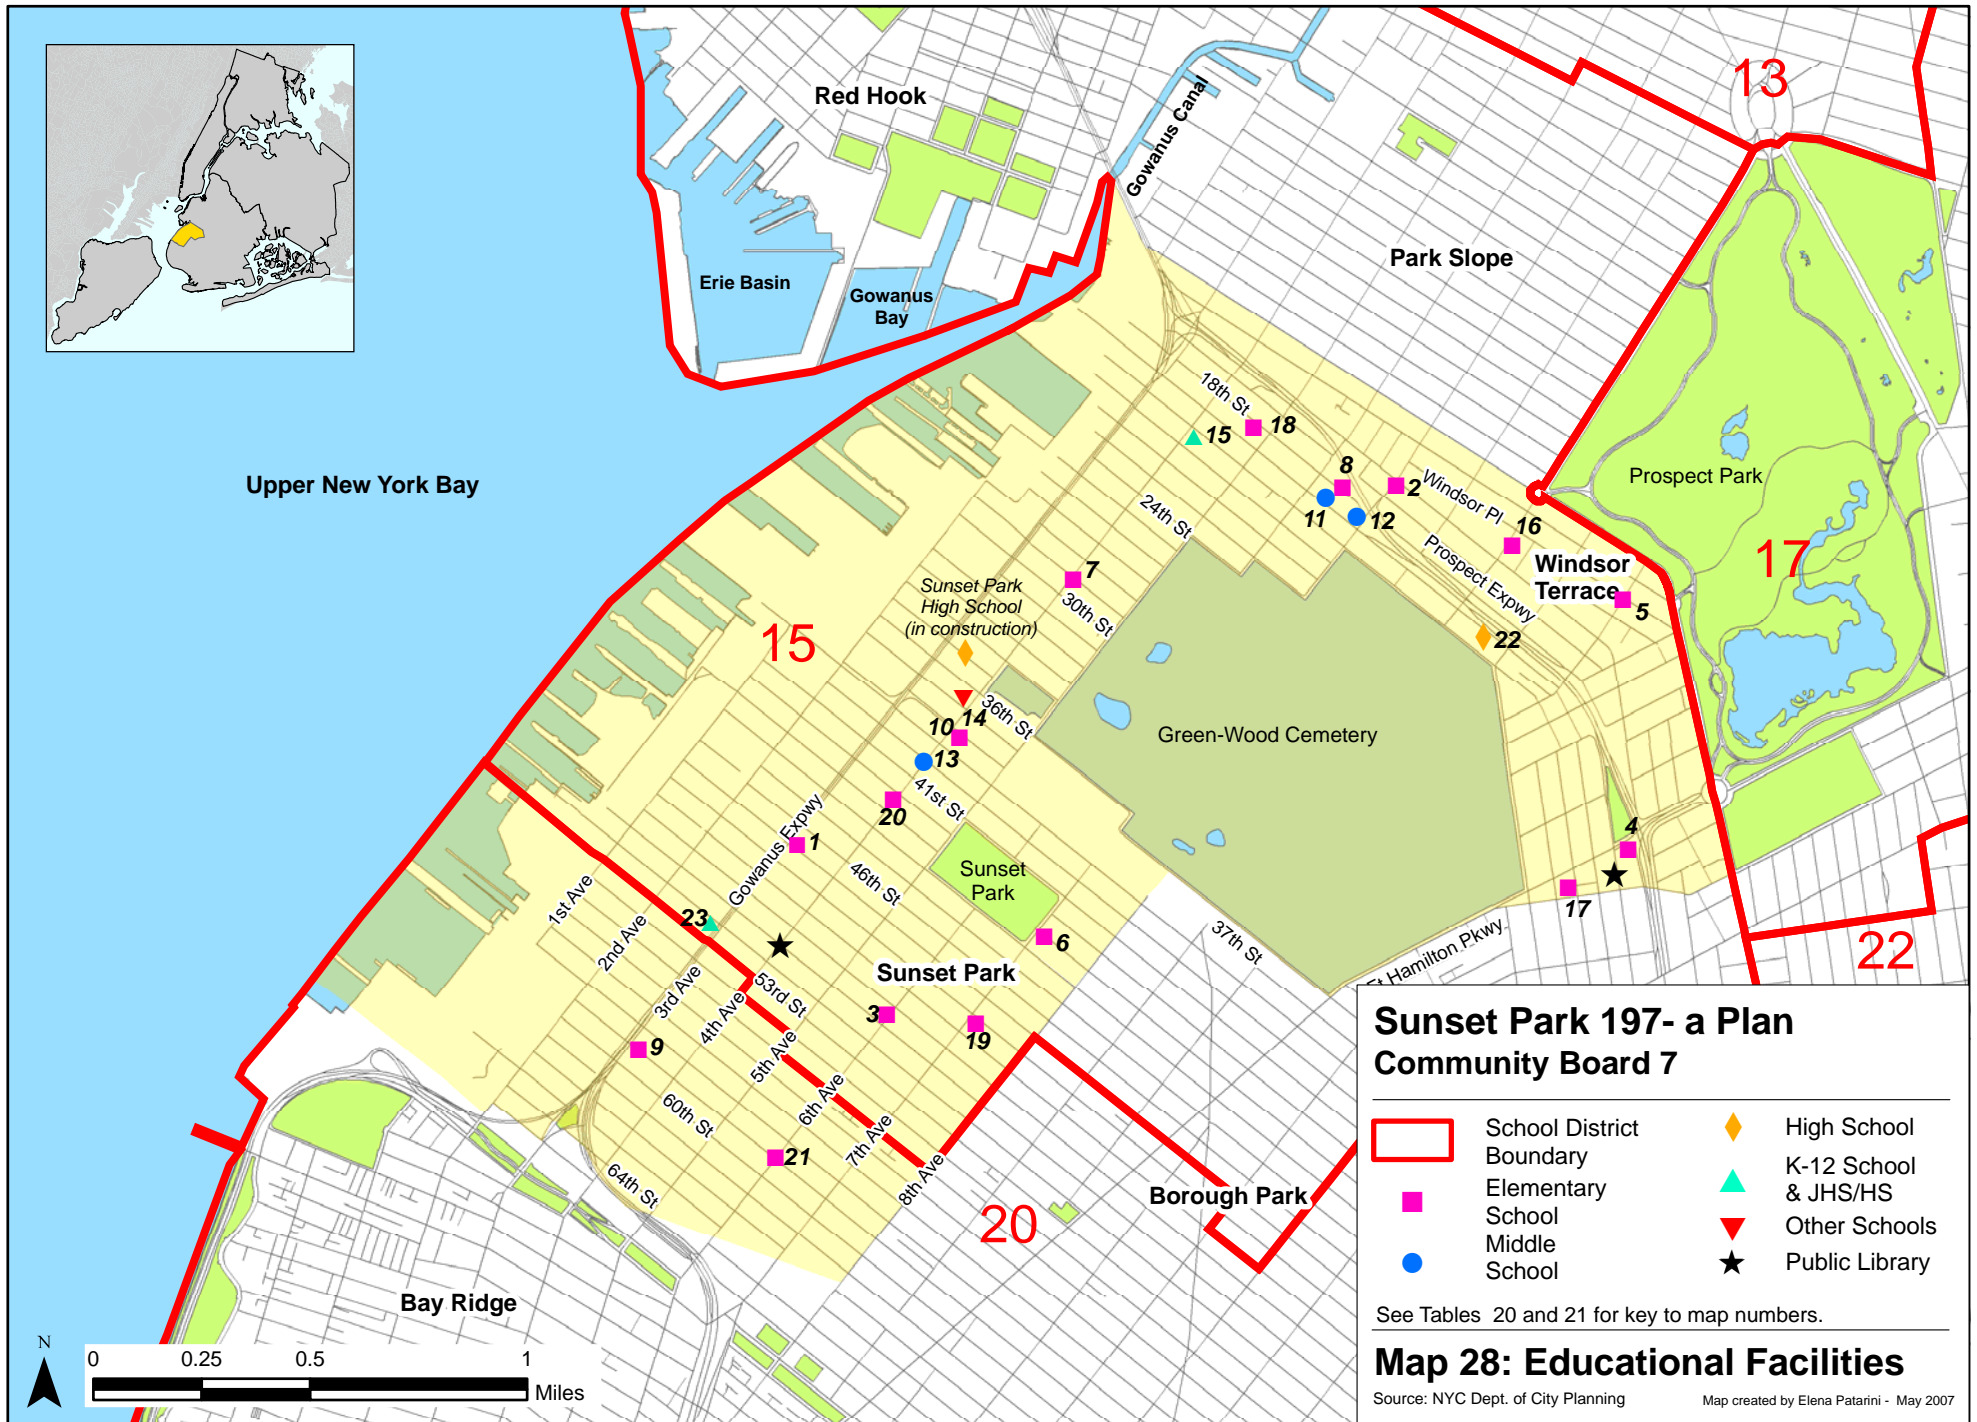 Red Hook
Gowanus Canal
13
Park Slope
Erie Basin
Gowanus
Bay
18th St
18
15
Upper New York Bay
8
2
Windsor Pl
Prospect Park
11
12
16
24th St
Prospect Expwy
Windsor
Terrace
17
7
Sunset Park
High School
(in construction)
30th St
5
15
22
14
36th St
10
Green-Wood Cemetery
13
41st St
20
Gowanus Expwy
1
4
46th St
Sunset
Park
1st Ave
17
23
2nd Ave
6
37th St
Ft Hamilton Pkwy.
22
Sunset Park
3rd Ave
53rd St
4th Ave
3
19
9
5th Ave
60th St
6th Ave
7th Ave
21
64th St
8th Ave
Borough Park
20
Bay Ridge
N
0 0.25 0.5 1
Miles
Sunset Park 197- a Plan
Community Board 7
School District
Boundary
Elementary
School
Middle
School
High School
K-12 School
& JHS/HS
Other Schools
Public Library
See Tables 20 and 21 for key to map numbers.
Map 28: Educational Facilities
Source: NYC Dept. of City Planning
Map created by Elena Patarini - May 2007